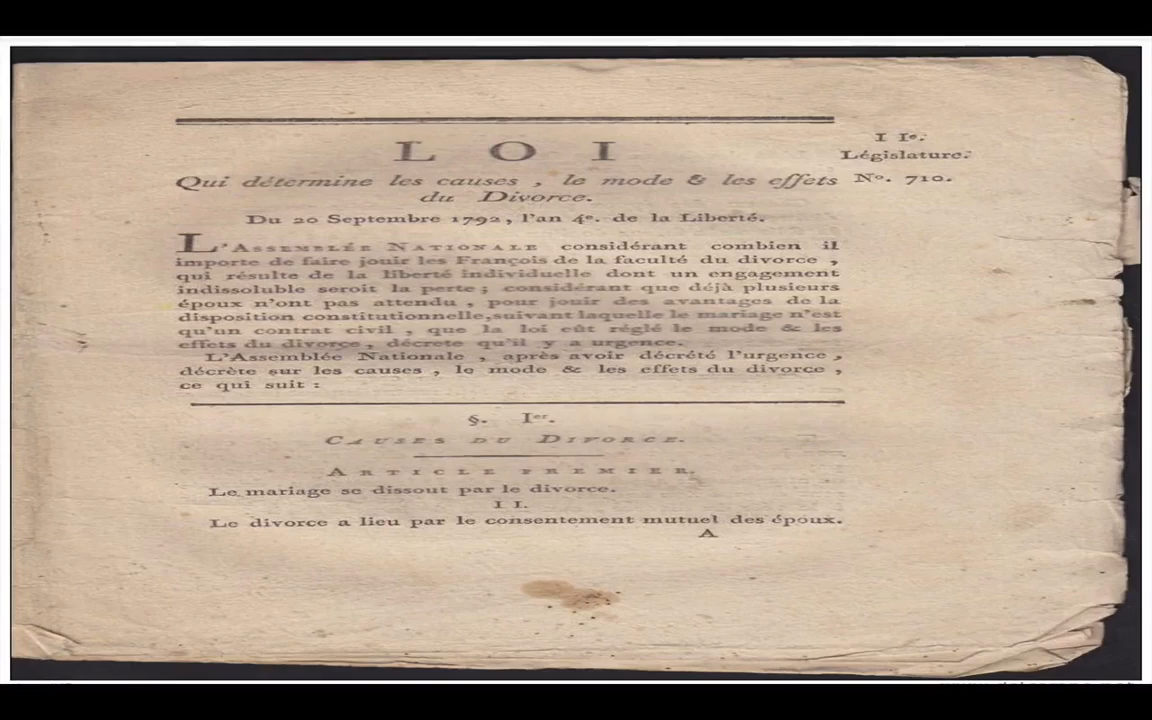 LOI
II.e
Législature.
N°. 710.
Qui détermine les causes, le mode & les effets
du Divorce.
Du 20 Septembre 1792, l'an 4e. de la Liberté.
L'ASSEMBLÉE NATIONALE considérant combien il
importe de faire jouir les François de la faculté du divorce,
qui résulte de la liberté individuelle dont un engagement
indissoluble seroit la perte ; considérant que déjà plusieurs
époux n'ont pas attendu, pour jouir des avantages de la
disposition constitutionnelle, suivant laquelle le mariage n'est
qu'un contrat civil, que la loi eût réglé le mode & les
effets du divorce, décrete qu'il y a urgence.
L'Assemblée Nationale, après avoir décrété l'urgence,
décrète sur les causes, le mode & les effets du divorce,
ce qui suit :
§. Ier.
CAUSES DU DIVORCE.
ARTICLE PREMIER.
Le mariage se dissout par le divorce.
II.
Le divorce a lieu par le consentement mutuel des époux.
A